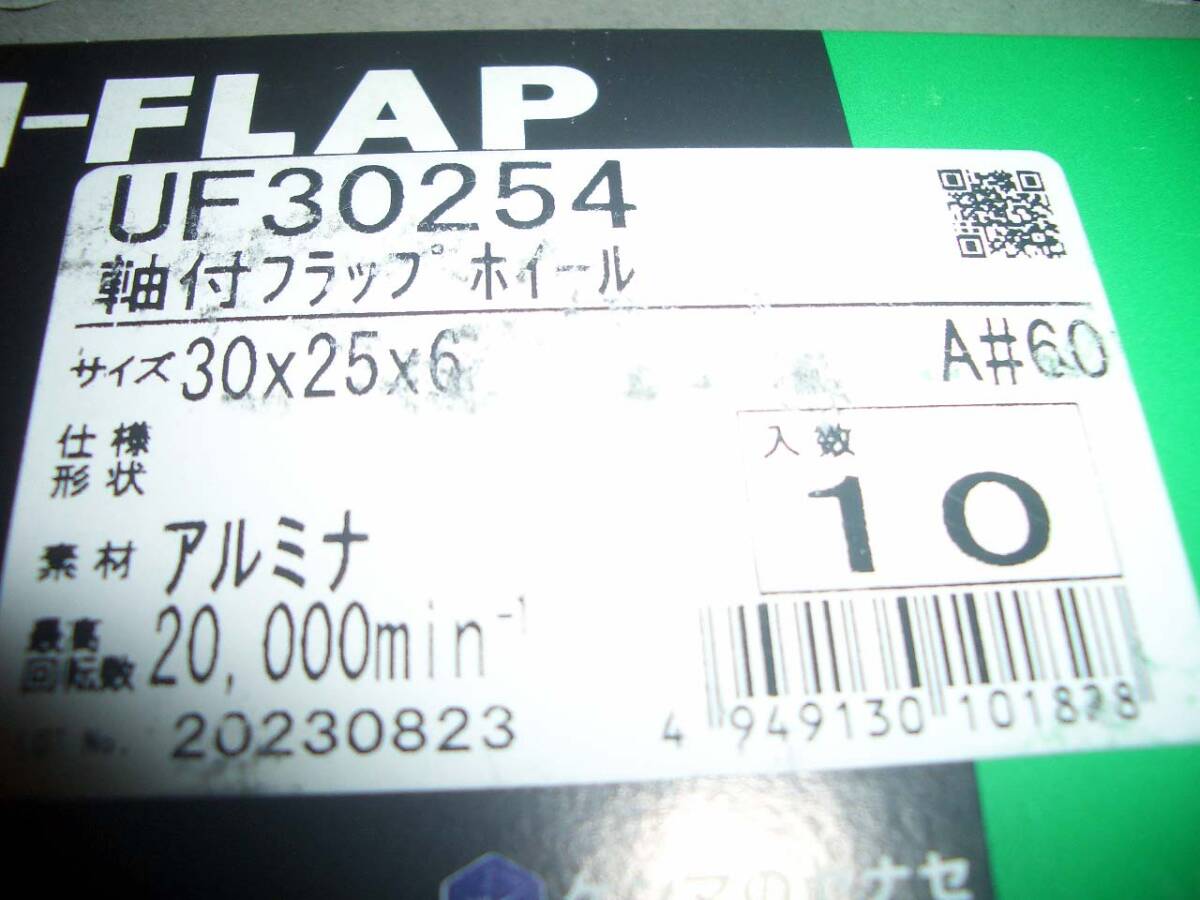 -FLAP
UF30254
軸付フラップホイール
サイズ 30x25x6 A#60
仕様
形状
入数
10
素材 アルミナ
最高
回転数 20,000min⁻¹
No. 20230823
4 949130 101828